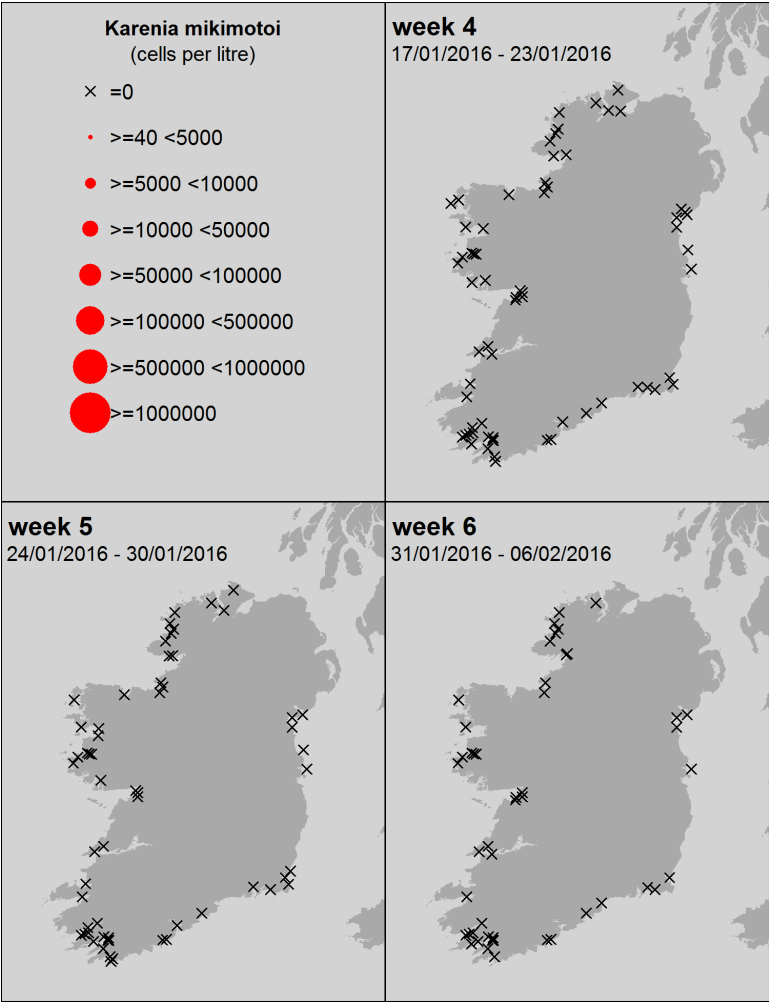 Karenia mikimotoi
(cells per litre)
=0
>=40 <5000
>=5000 <10000
>=10000 <50000
>=50000 <100000
>=100000 <500000
>=500000 <1000000
>=1000000
week 4
17/01/2016 - 23/01/2016
week 5
24/01/2016 - 30/01/2016
week 6
31/01/2016 - 06/02/2016